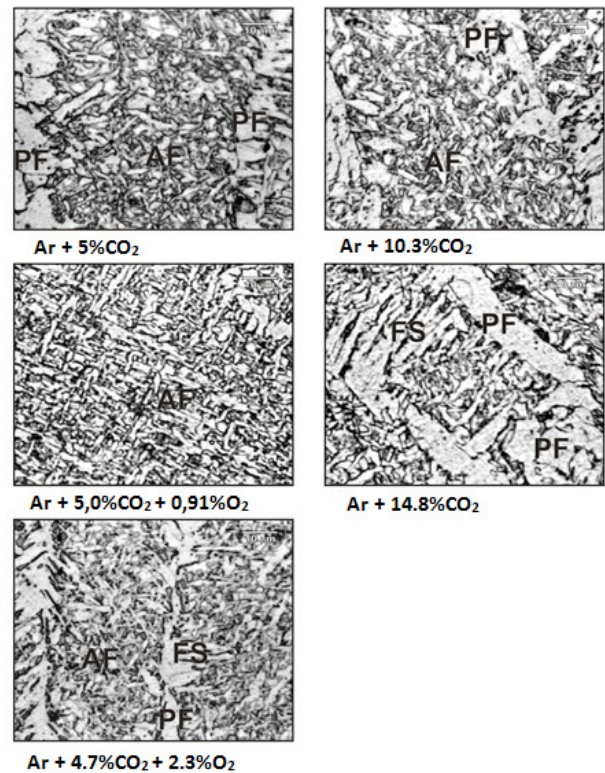 PF AF PF
Ar + 5%CO₂
PF
AF
Ar + 10.3%CO₂
AF
Ar + 5,0%CO₂ + 0,91%O₂
FS PF
PF
Ar + 14.8%CO₂
AF FS
PF
Ar + 4.7%CO₂ + 2.3%O₂